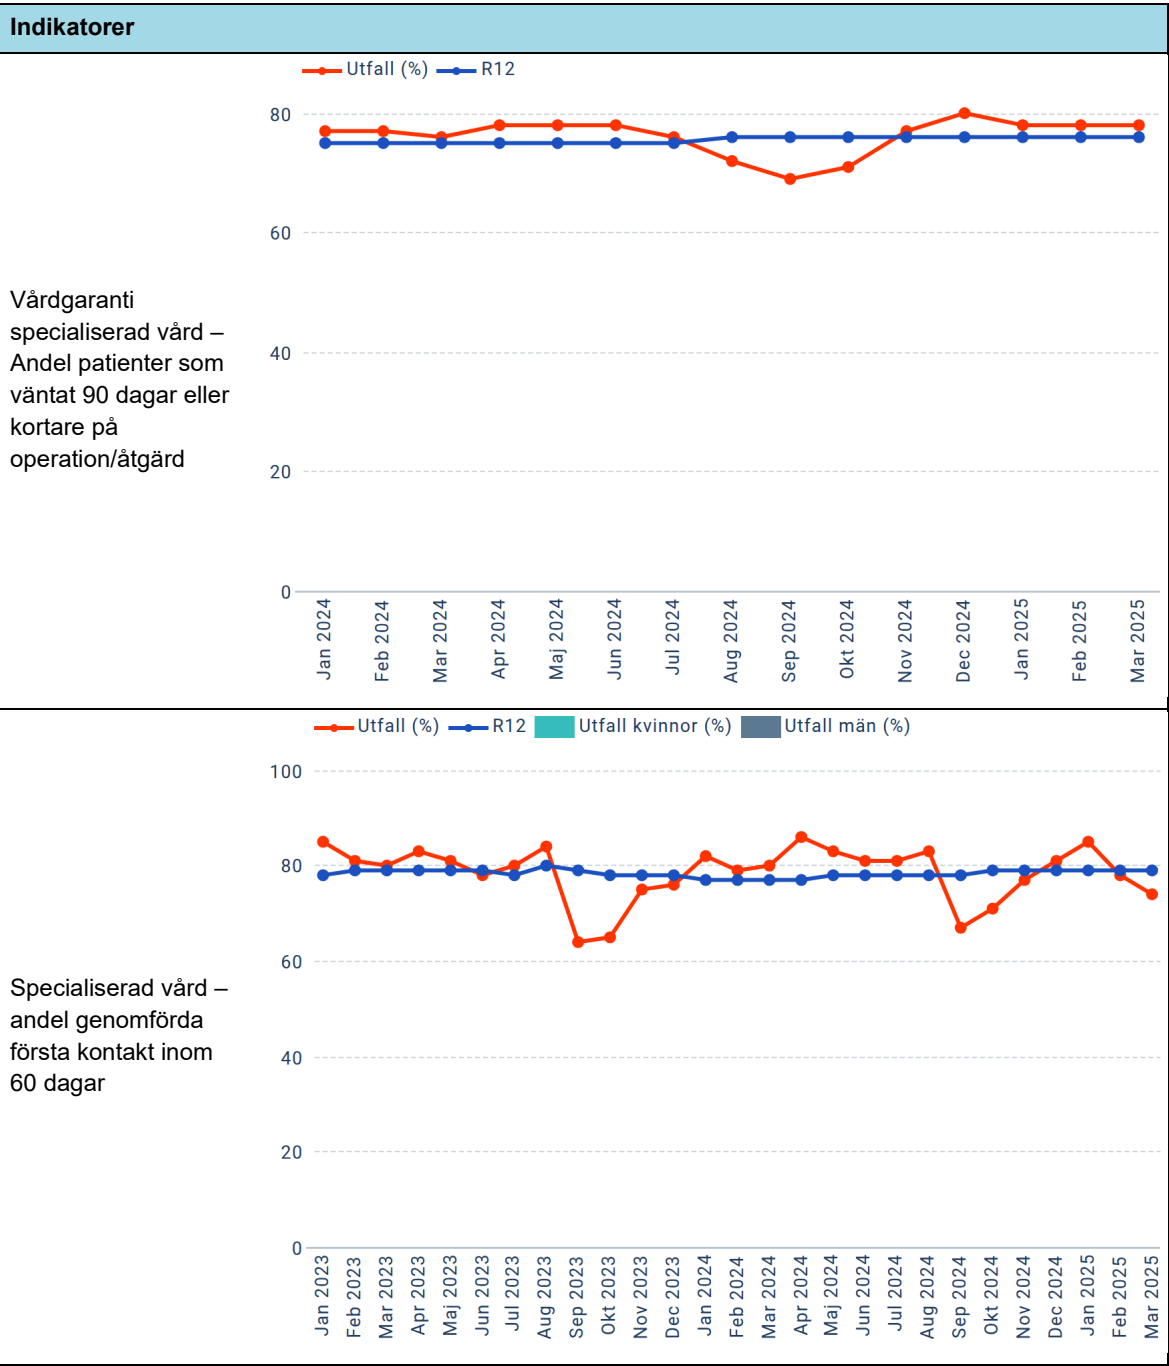 Indikatorer
Utfall (%) R12
80
60
40
20
0
Vårdgaranti
specialiserad vård –
Andel patienter som
väntat 90 dagar eller
kortare på
operation/åtgärd
Jan 2024
Feb 2024
Mar 2024
Apr 2024
Maj 2024
Jun 2024
Jul 2024
Aug 2024
Sep 2024
Okt 2024
Nov 2024
Dec 2024
Jan 2025
Feb 2025
Mar 2025
Utfall (%) R12 Utfall kvinnor (%) Utfall män (%)
100
80
60
40
20
0
Specialiserad vård –
andel genomförda
första kontakt inom
60 dagar
Jan 2023
Feb 2023
Mar 2023
Apr 2023
Maj 2023
Jun 2023
Jul 2023
Aug 2023
Sep 2023
Okt 2023
Nov 2023
Dec 2023
Jan 2024
Feb 2024
Mar 2024
Apr 2024
Maj 2024
Jun 2024
Jul 2024
Aug 2024
Sep 2024
Okt 2024
Nov 2024
Dec 2024
Jan 2025
Feb 2025
Mar 2025